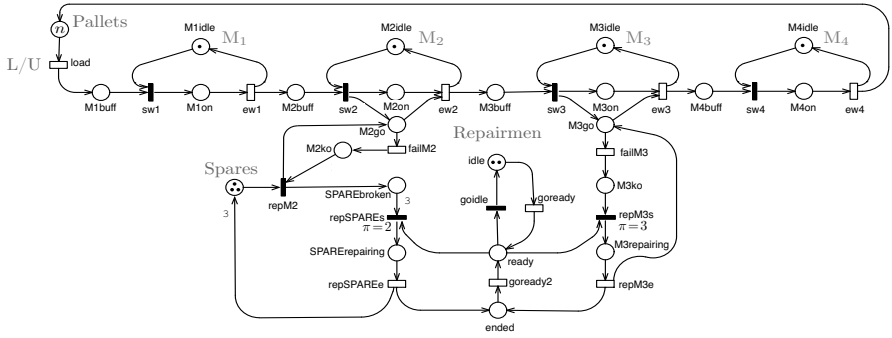 M1idle
M2idle
M3idle
M4idle
n
Pallets
M₁
M₂
M₃
M₄
L/U
load
M1buff
sw1
M1on
ew1
M2buff
sw2
M2on
ew2
M3buff
sw3
M3on
ew3
M4buff
sw4
M4on
ew4
M2go
M3go
Repairmen
M2ko
failM2
failM3
Spares
idle
repM2
SPAREbroken
3
goidle
goready
M3ko
3
repSPAREs
π=2
repM3s
π=3
SPARErepairing
ready
M3repairing
repSPAREe
goready2
repM3e
ended